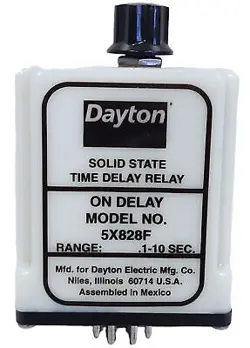 Dayton
SOLID STATE
TIME DELAY RELAY
ON DELAY
MODEL NO.
5X828F
RANGE: .1-10 SEC.
Mfd. for Dayton Electric Mfg. Co.
Niles, Illinois 60714 U.S.A.
Assembled in Mexico